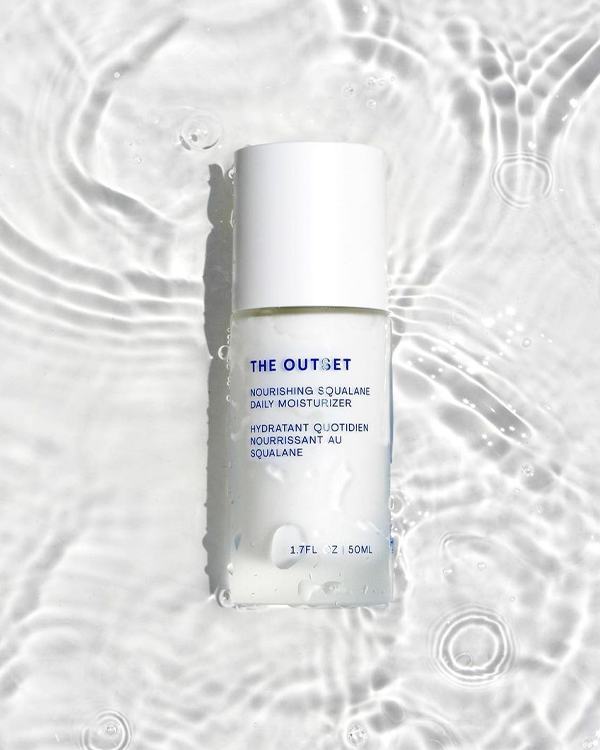 THE OUTSET
NOURISHING SQUALANE
DAILY MOISTURIZER
HYDRATANT QUOTIDIEN
NOURRISSANT AU
SQUALANE
1.7FL OZ | 50ML